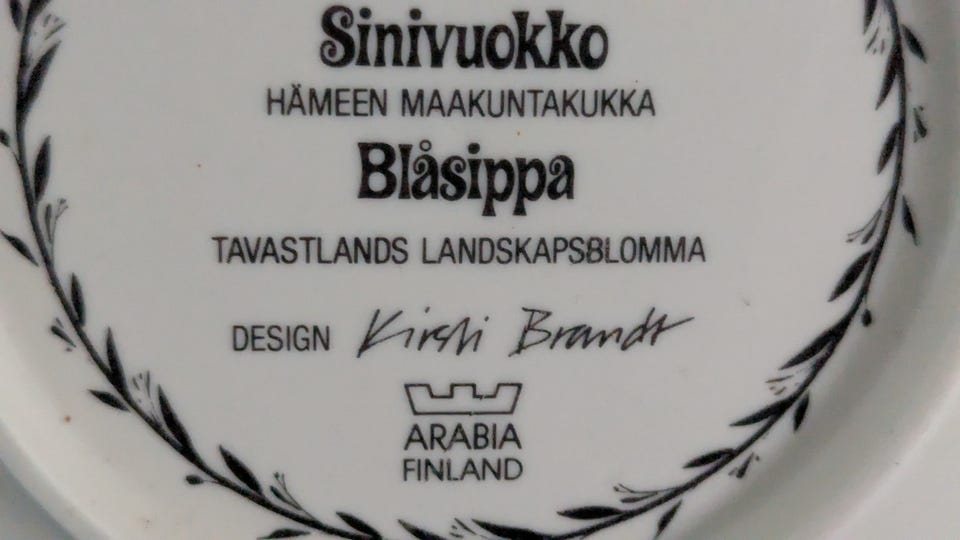 Sinivuokko
HÄMEEN MAAKUNTAKUKKA
Blåsippa
TAVASTLANDS LANDSKAPSBLOMMA
DESIGN Kirsti Brandt
ARABIA
FINLAND